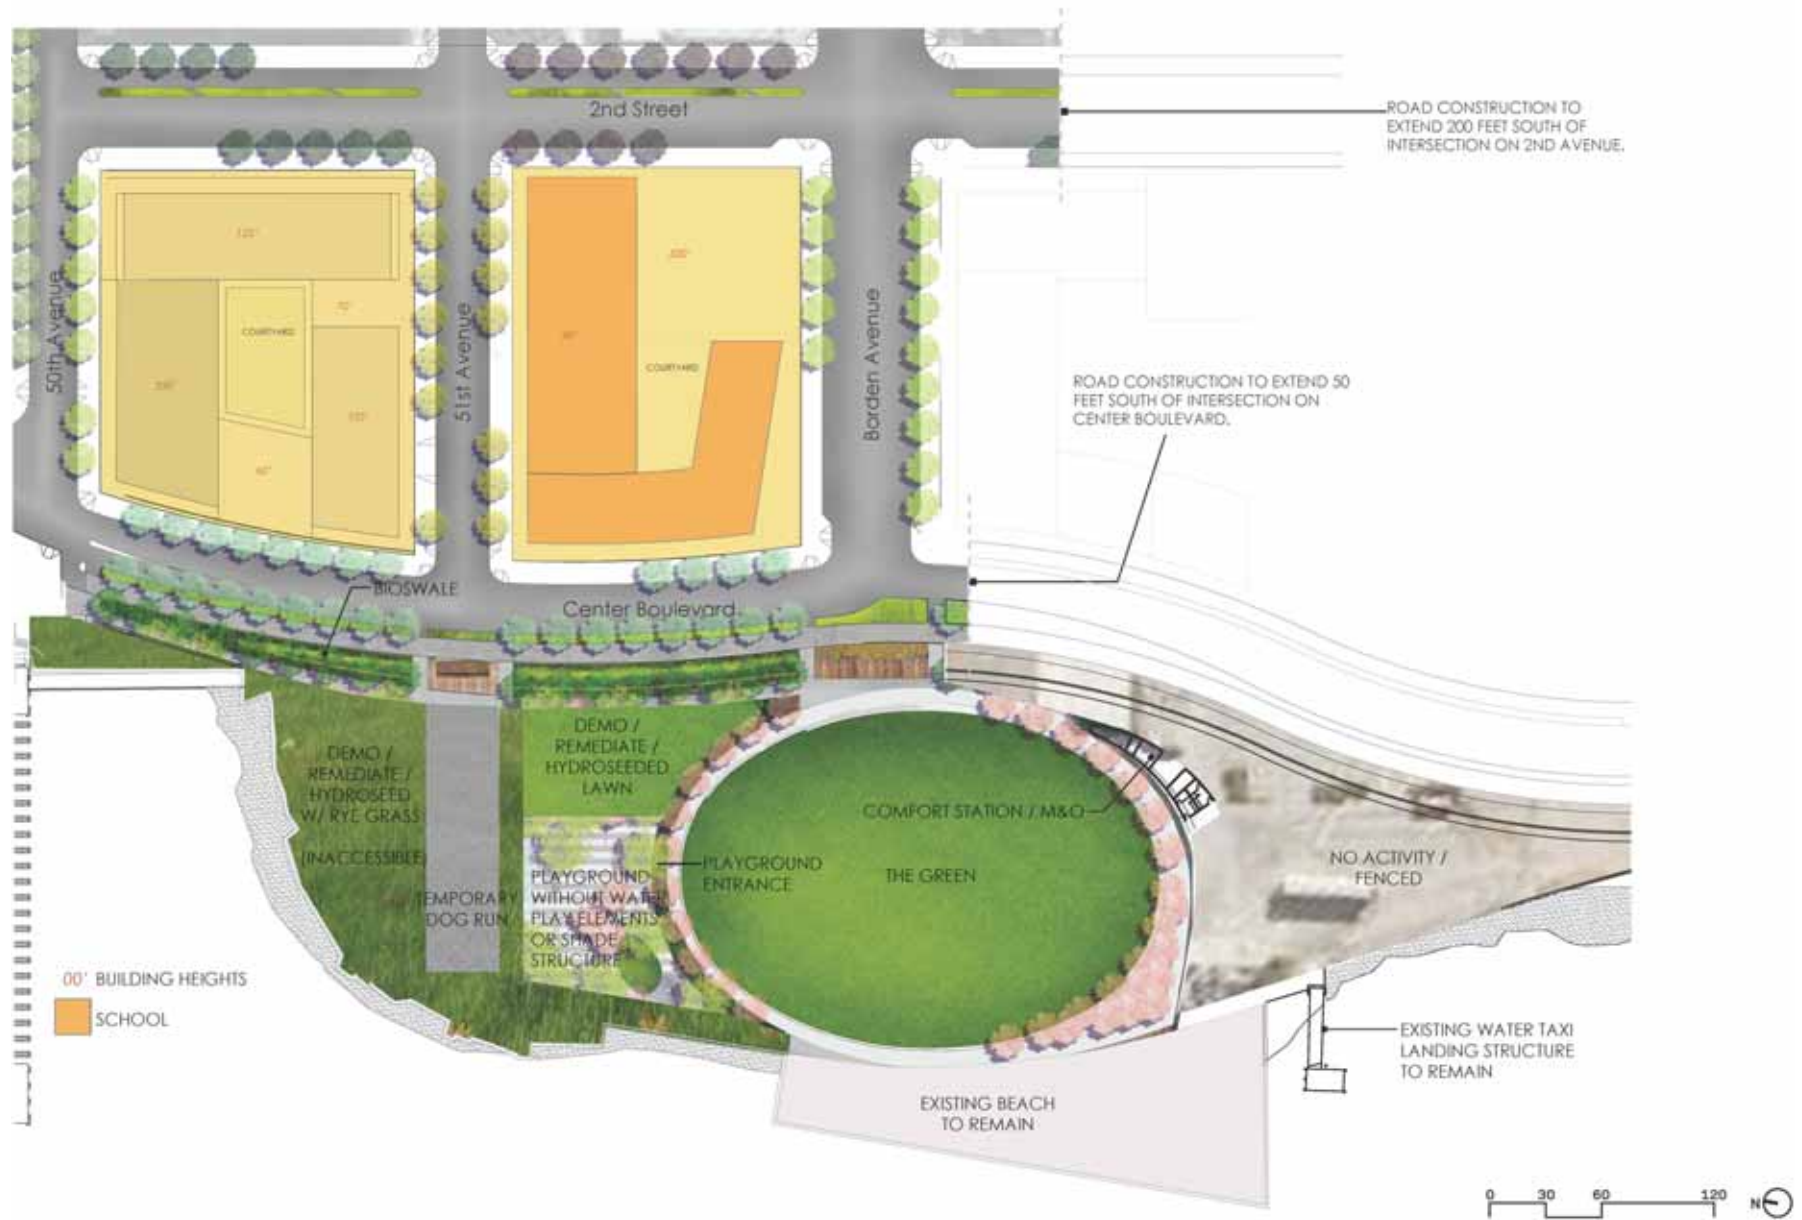 2nd Street
ROAD CONSTRUCTION TO
EXTEND 200 FEET SOUTH OF
INTERSECTION ON 2ND AVENUE.
50th Avenue
51st Avenue
Borden Avenue
COURTYARD
COURTYARD
ROAD CONSTRUCTION TO EXTEND 50
FEET SOUTH OF INTERSECTION ON
CENTER BOULEVARD.
BIOSWALE
Center Boulevard
DEMO /
REMEDIATE /
HYDROSEED
W/ RYE GRASS
(INACCESSIBLE)
DEMO /
REMEDIATE /
HYDROSEEDED
LAWN
TEMPORARY
DOG RUN
PLAYGROUND
WITHOUT WATER
PLAY ELEMENTS
OR SHADE
STRUCTURE
PLAYGROUND
ENTRANCE
COMFORT STATION / M&O
THE GREEN
NO ACTIVITY /
FENCED
00' BUILDING HEIGHTS
SCHOOL
EXISTING WATER TAXI
LANDING STRUCTURE
TO REMAIN
EXISTING BEACH
TO REMAIN
0 30 60 120
N